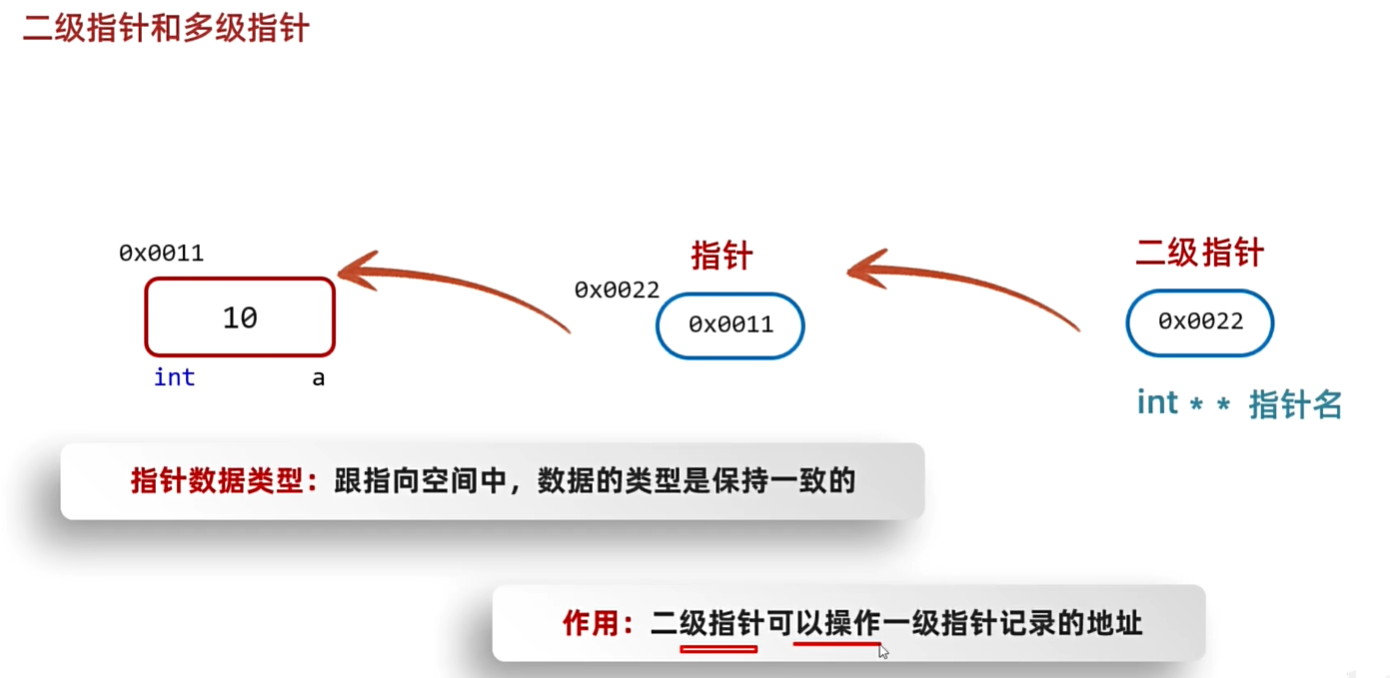 二级指针和多级指针
0x0011
指针
二级指针
0x0022
10
0x0011
0x0022
int a
int * * 指针名
指针数据类型：跟指向空间中，数据的类型是保持一致的
作用：二级指针可以操作一级指针记录的地址